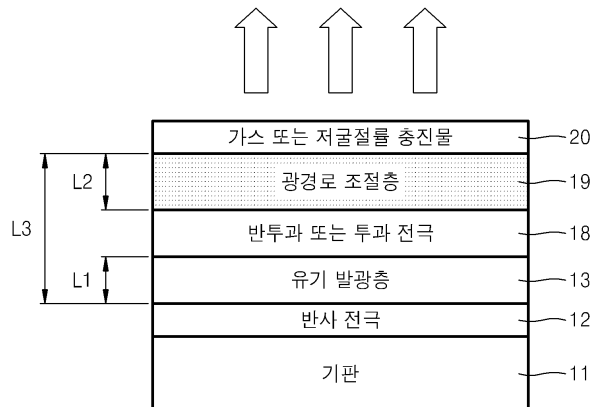 가스 또는 저굴절률 충진물
20
L2
광경로 조절층
19
L3
반투과 또는 투과 전극
18
L1
유기 발광층
13
반사 전극
12
기판
11